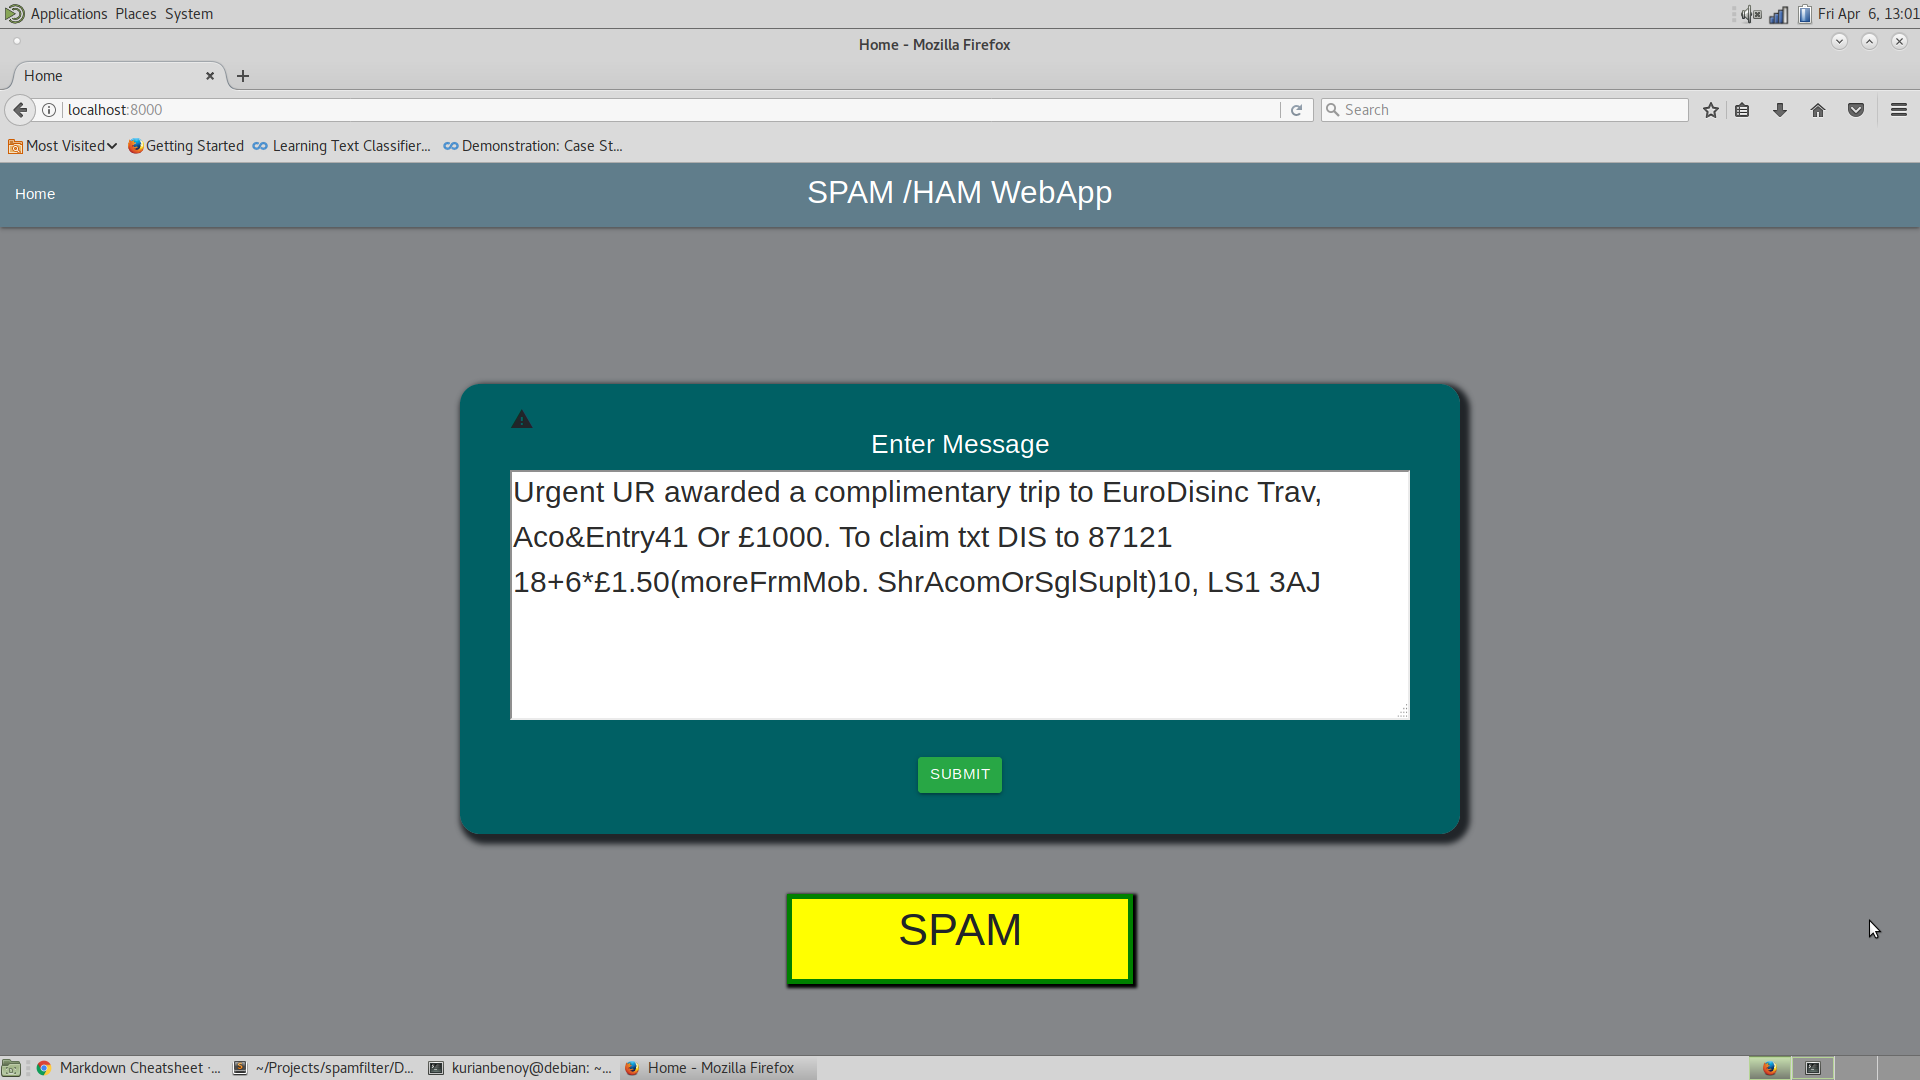 Applications Places System
Fri Apr 6, 13:01
Home - Mozilla Firefox
Home
localhost:8000
Search
Most Visited
Getting Started
Learning Text Classifier...
Demonstration: Case St...
Home
SPAM /HAM WebApp
Enter Message
Urgent UR awarded a complimentary trip to EuroDisinc Trav,
Aco&Entry41 Or £1000. To claim txt DIS to 87121
18+6*£1.50(moreFrmMob. ShrAcomOrSglSuplt)10, LS1 3AJ
SUBMIT
SPAM
Markdown Cheatsheet ·...
~/Projects/spamfilter/D...
kurianbenoy@debian: ~...
Home - Mozilla Firefox